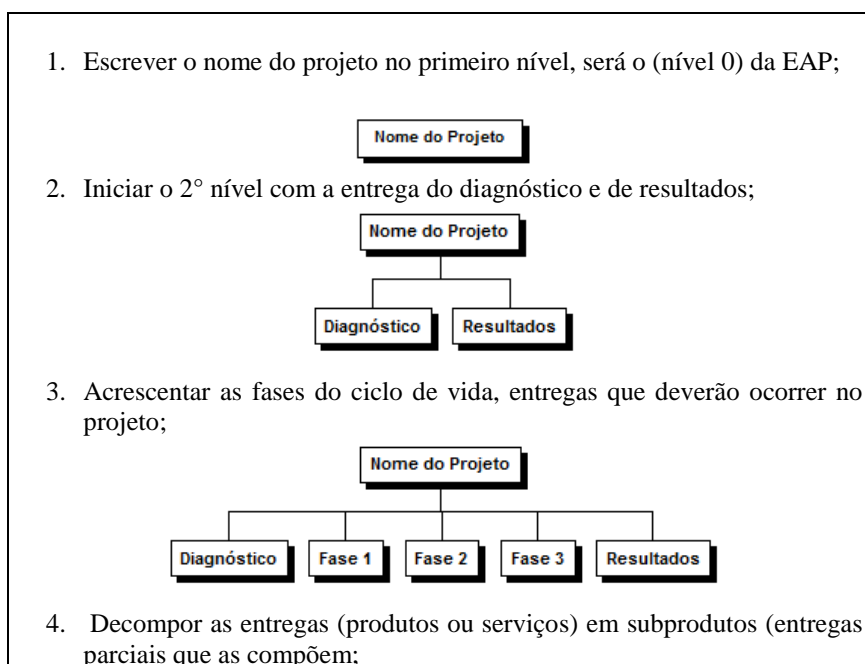 1. Escrever o nome do projeto no primeiro nível, será o (nível 0) da EAP;
Nome do Projeto
2. Iniciar o 2° nível com a entrega do diagnóstico e de resultados;
Nome do Projeto
Diagnóstico Resultados
3. Acrescentar as fases do ciclo de vida, entregas que deverão ocorrer no
projeto;
Nome do Projeto
Diagnóstico Fase 1 Fase 2 Fase 3 Resultados
4. Decompor as entregas (produtos ou serviços) em subprodutos (entregas
parciais que as compõem;